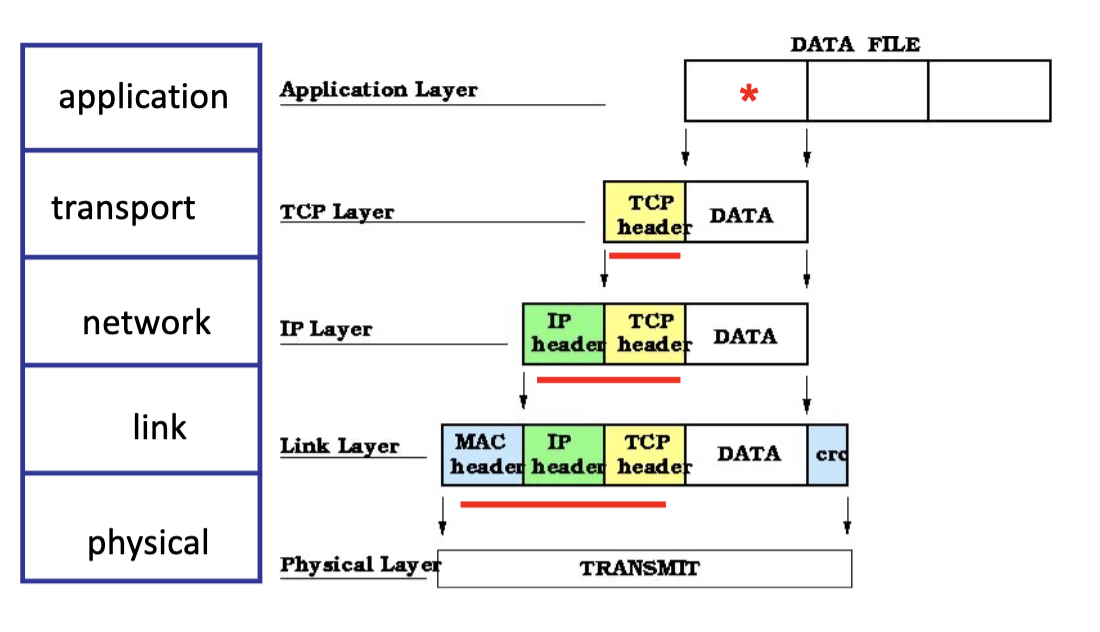 application
transport
network
link
physical
DATA FILE
Application Layer
*
TCP Layer
TCP
header
DATA
IP Layer
IP
header
TCP
header
DATA
Link Layer
MAC
header
IP
header
TCP
header
DATA
crc
Physical Layer
TRANSMIT